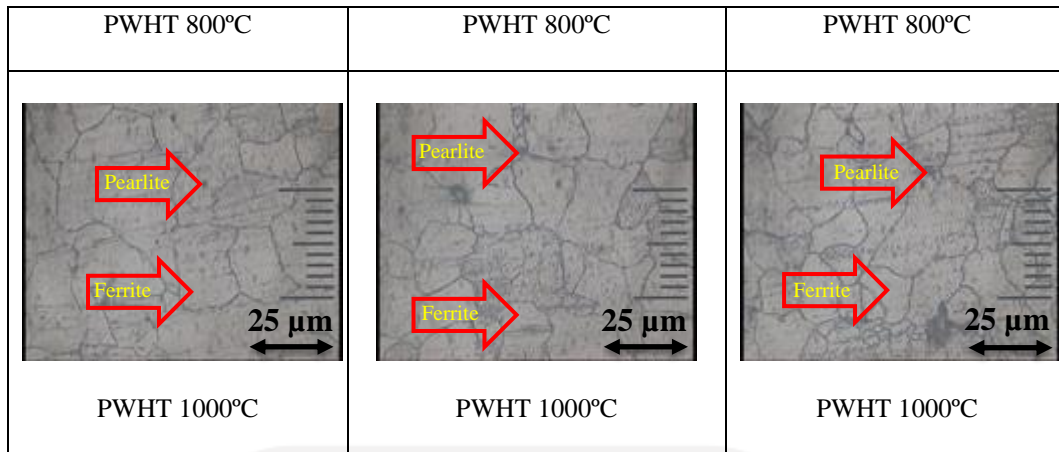 PWHT 800ºC
PWHT 800ºC
PWHT 800ºC
Pearlite
Ferrite
25 µm
Pearlite
Ferrite
25 µm
Pearlite
Ferrite
25 µm
PWHT 1000ºC
PWHT 1000ºC
PWHT 1000ºC